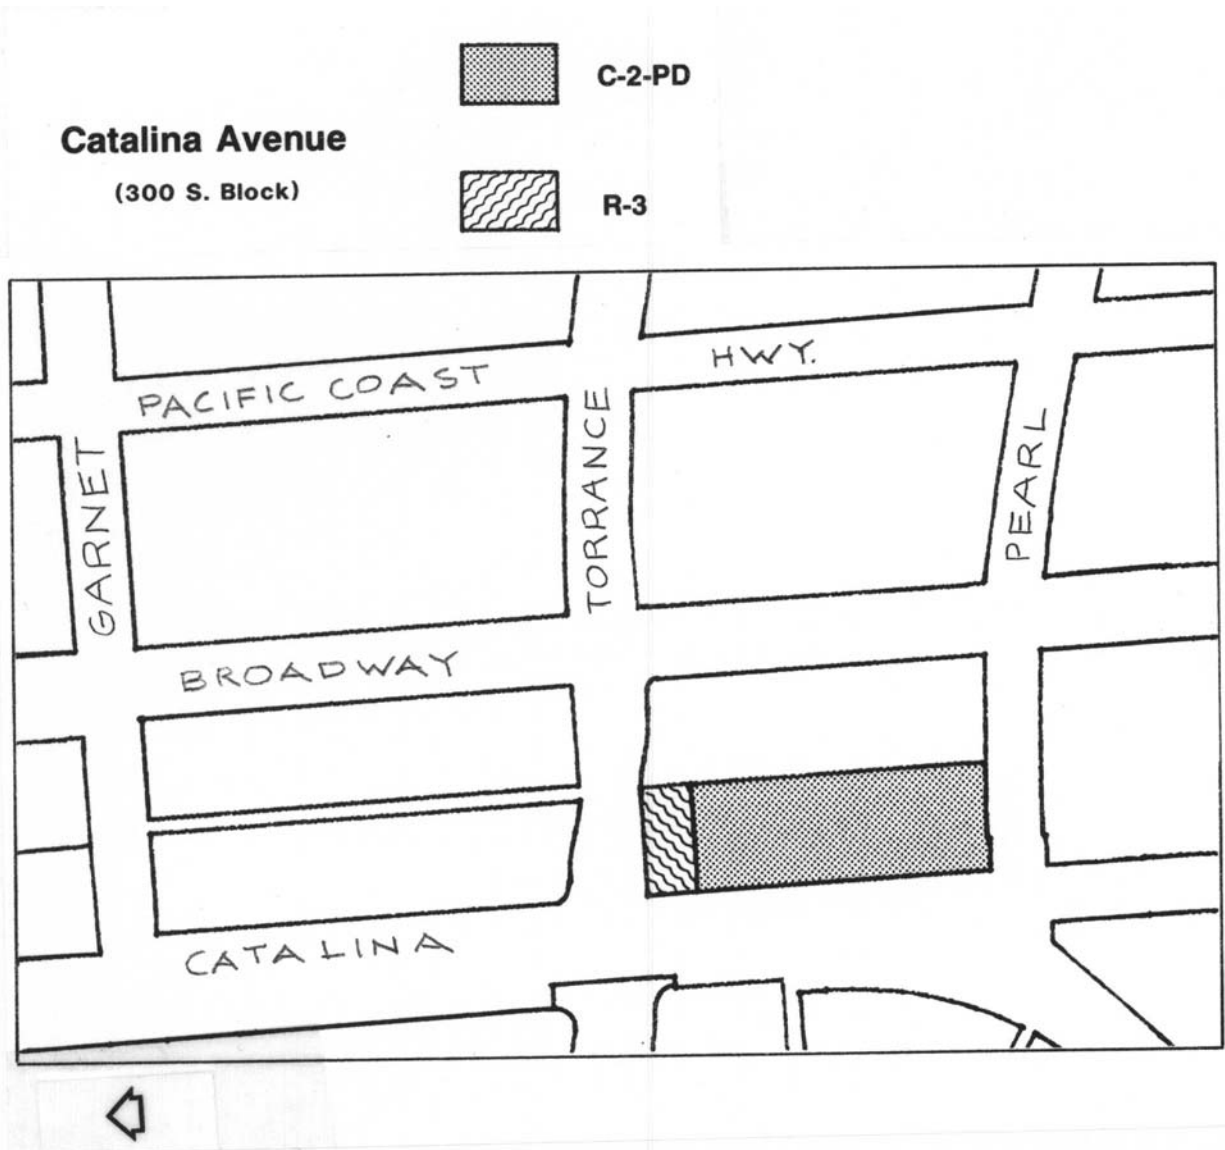 C-2-PD
Catalina Avenue
(300 S. Block)
R-3
PACIFIC COAST HWY.
GARNET
TORRANCE
PEARL
BROADWAY
CATALINA